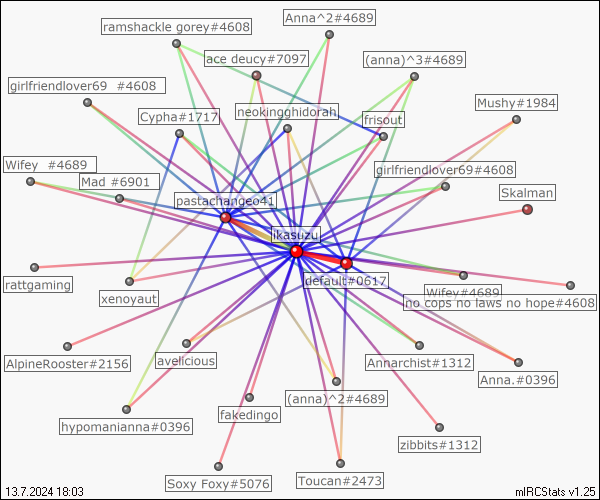 Anna^2#4689
ramshackle gorey#4608
ace deucy#7097
(anna)^3#4689
girlfriendlover69   #4608
Mushy#1984
neokingghidorah
Cypha#1717
frisout
Wifey   #4689
girlfriendlover69#4608
Mad #6901
Skalman
pastachangeo41
ikasuzu
rattgaming
default#0617
Wifey#4689
xenoyaut
no cops no laws no hope#4608
AlpineRooster#2156
avelicious
Annarchist#1312
Anna.#0396
(anna)^2#4689
fakedingo
hypomanianna#0396
zibbits#1312
Soxy Foxy#5076
Toucan#2473
13.7.2024 18:03
mIRCStats v1.25